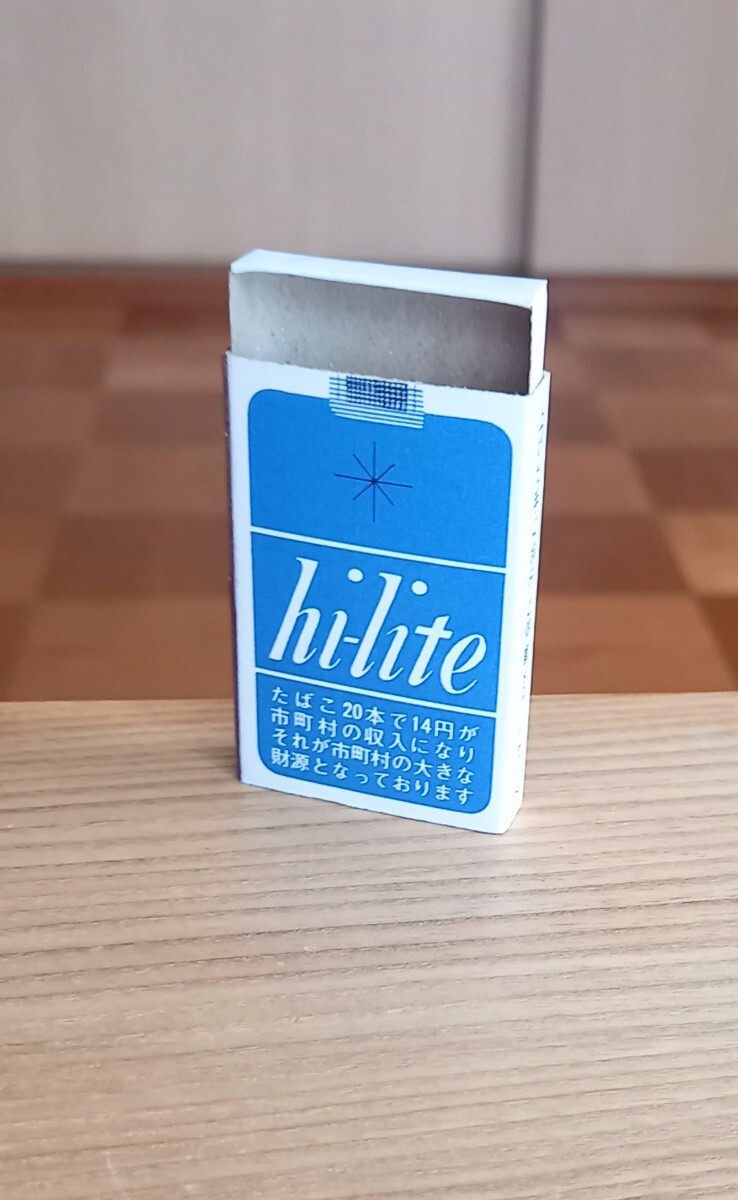 hi-lite
たばこ20本で14円が
市町村の収入になり
それが市町村の大きな
財源となっております